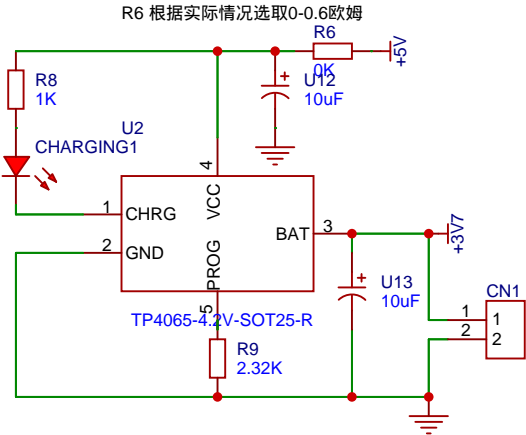 R6 根据实际情况选取0-0.6欧姆
R6
0K
+5V
R8
1K
U12
10uF
U2
CHARGING1
4
1
CHRG
VCC
2
GND
PROG
BAT
3
+3V7
5
TP4065-4.2V-SOT25-R
U13
10uF
CN1
1
1
2
2
R9
2.32K